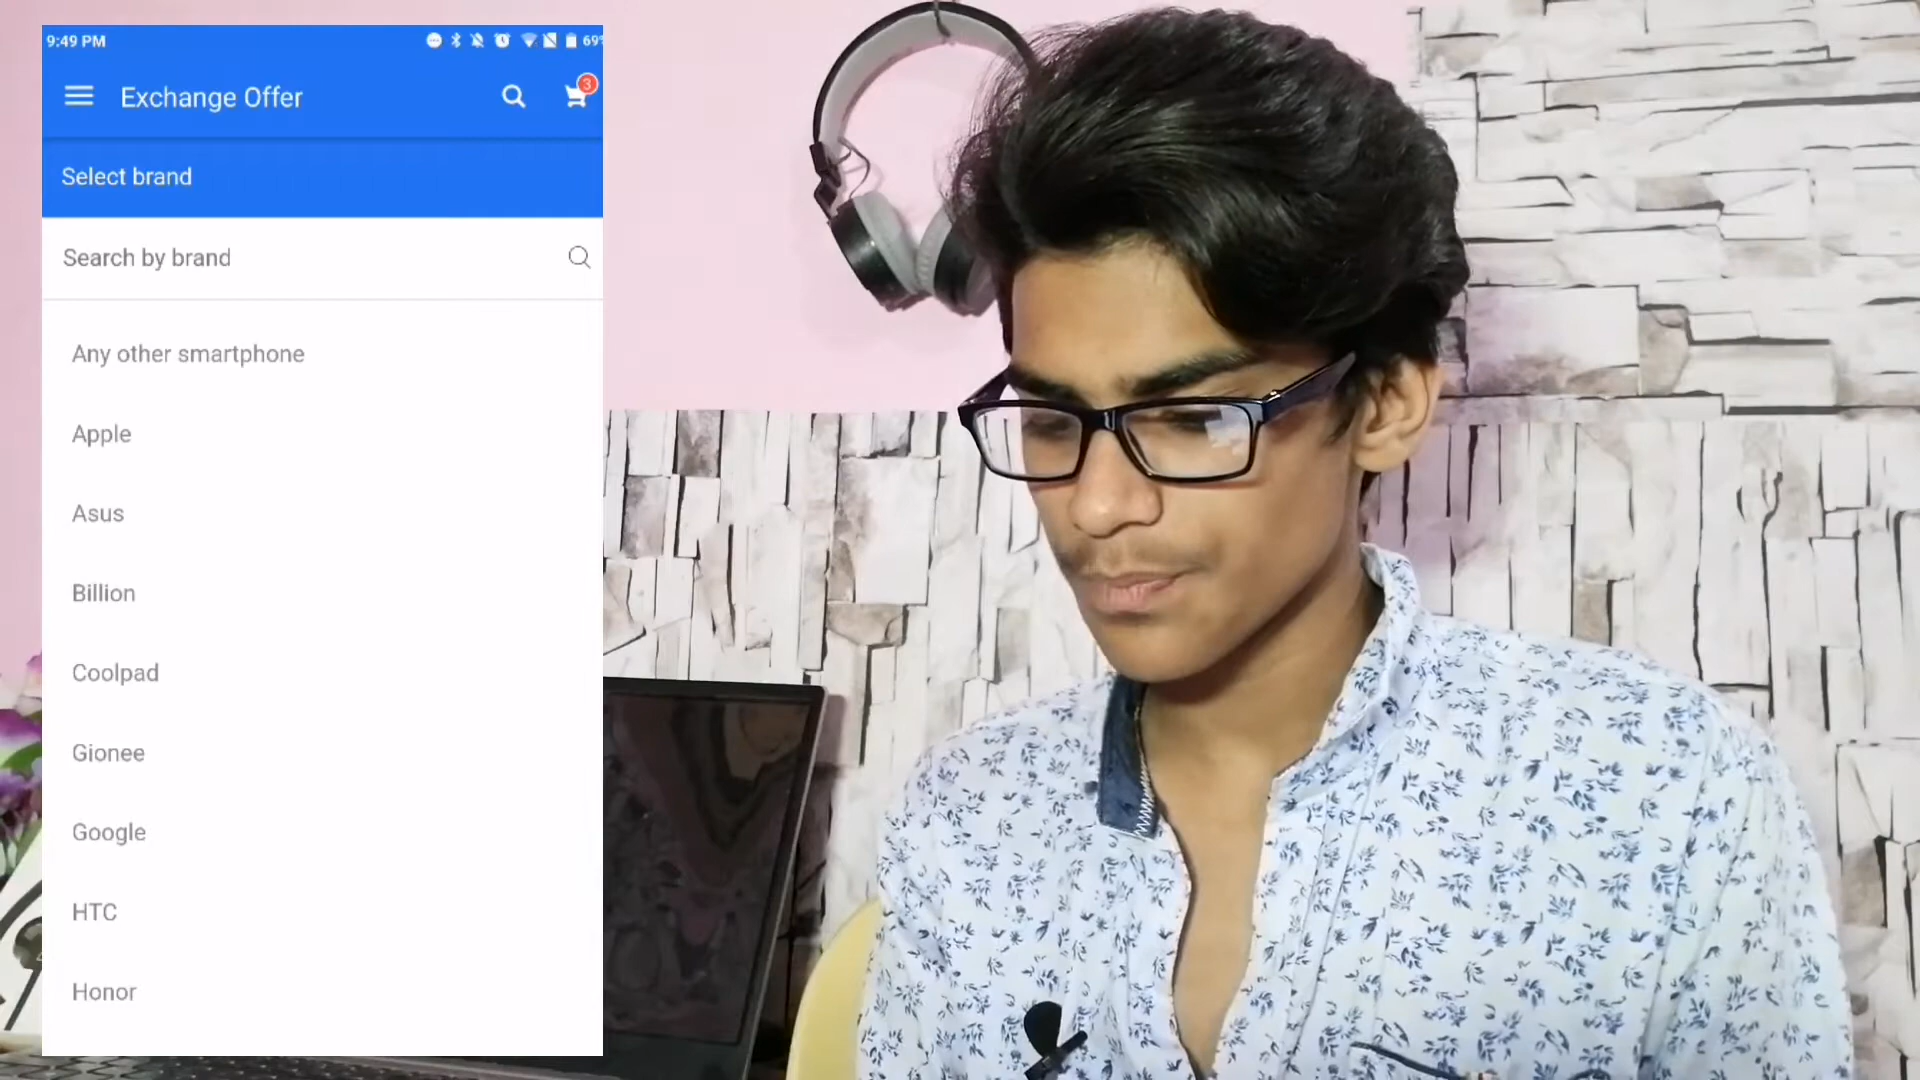 9:49 PM
69%
Exchange Offer
3
Select brand
Search by brand
Any other smartphone
Apple
Asus
Billion
Coolpad
Gionee
Google
HTC
Honor